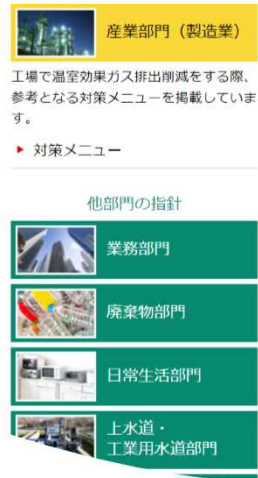 産業部門（製造業）
工場で温室効果ガス排出削減をする際、
参考となる対策メニューを掲載していま
す。
対策メニュー
他部門の指針
業務部門
廃棄物部門
日常生活部門
上水道・
工業用水道部門